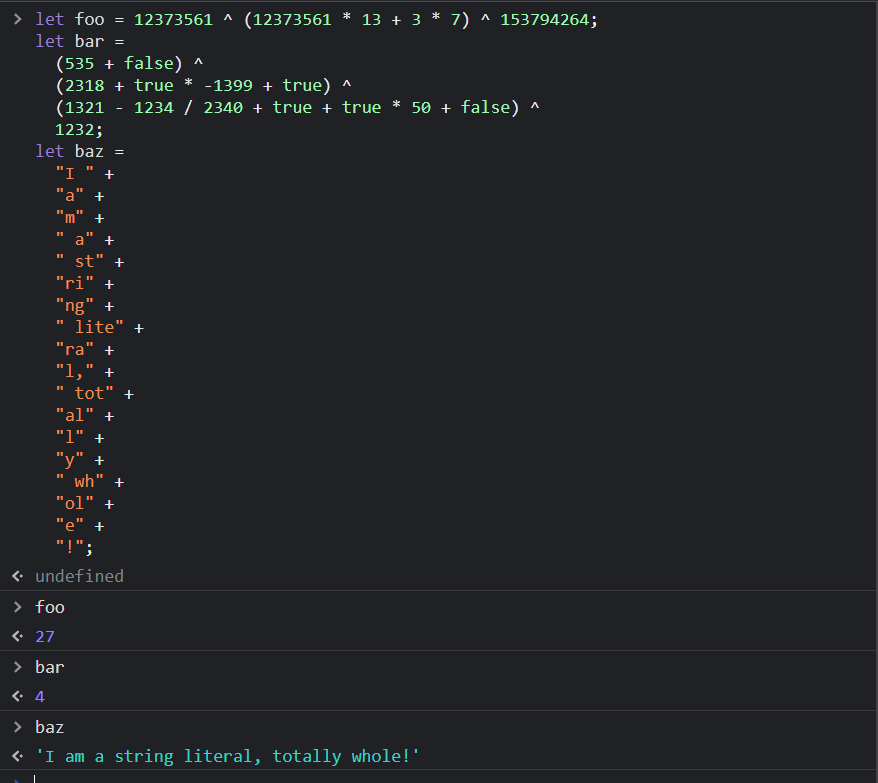 > let foo = 12373561 ^ (12373561 * 13 + 3 * 7) ^ 153794264;
let bar =
  (535 + false) ^
  (2318 + true * -1399 + true) ^
  (1321 - 1234 / 2340 + true + true * 50 + false) ^
  1232;
let baz =
  "I " +
  "a" +
  "m" +
  " a" +
  " st" +
  "ri" +
  "ng" +
  " lite" +
  "ra" +
  "l," +
  " tot" +
  "al" +
  "l" +
  "y" +
  " wh" +
  "ol" +
  "e" +
  "!";
undefined
> foo
27
> bar
4
> baz
'I am a string literal, totally whole!'